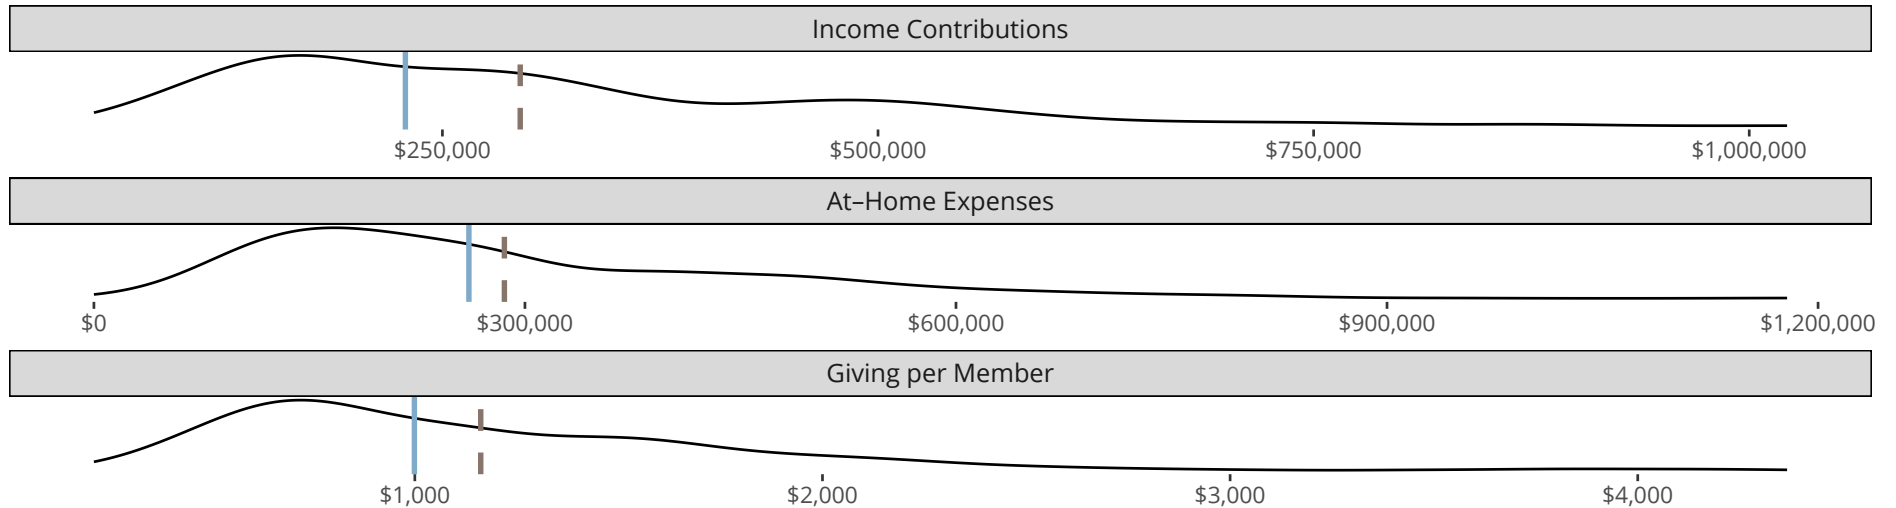 Income Contributions
$250,000 $500,000 $750,000 $1,000,000
At–Home Expenses
$0 $300,000 $600,000 $900,000 $1,200,000
Giving per Member
$1,000 $2,000 $3,000 $4,000